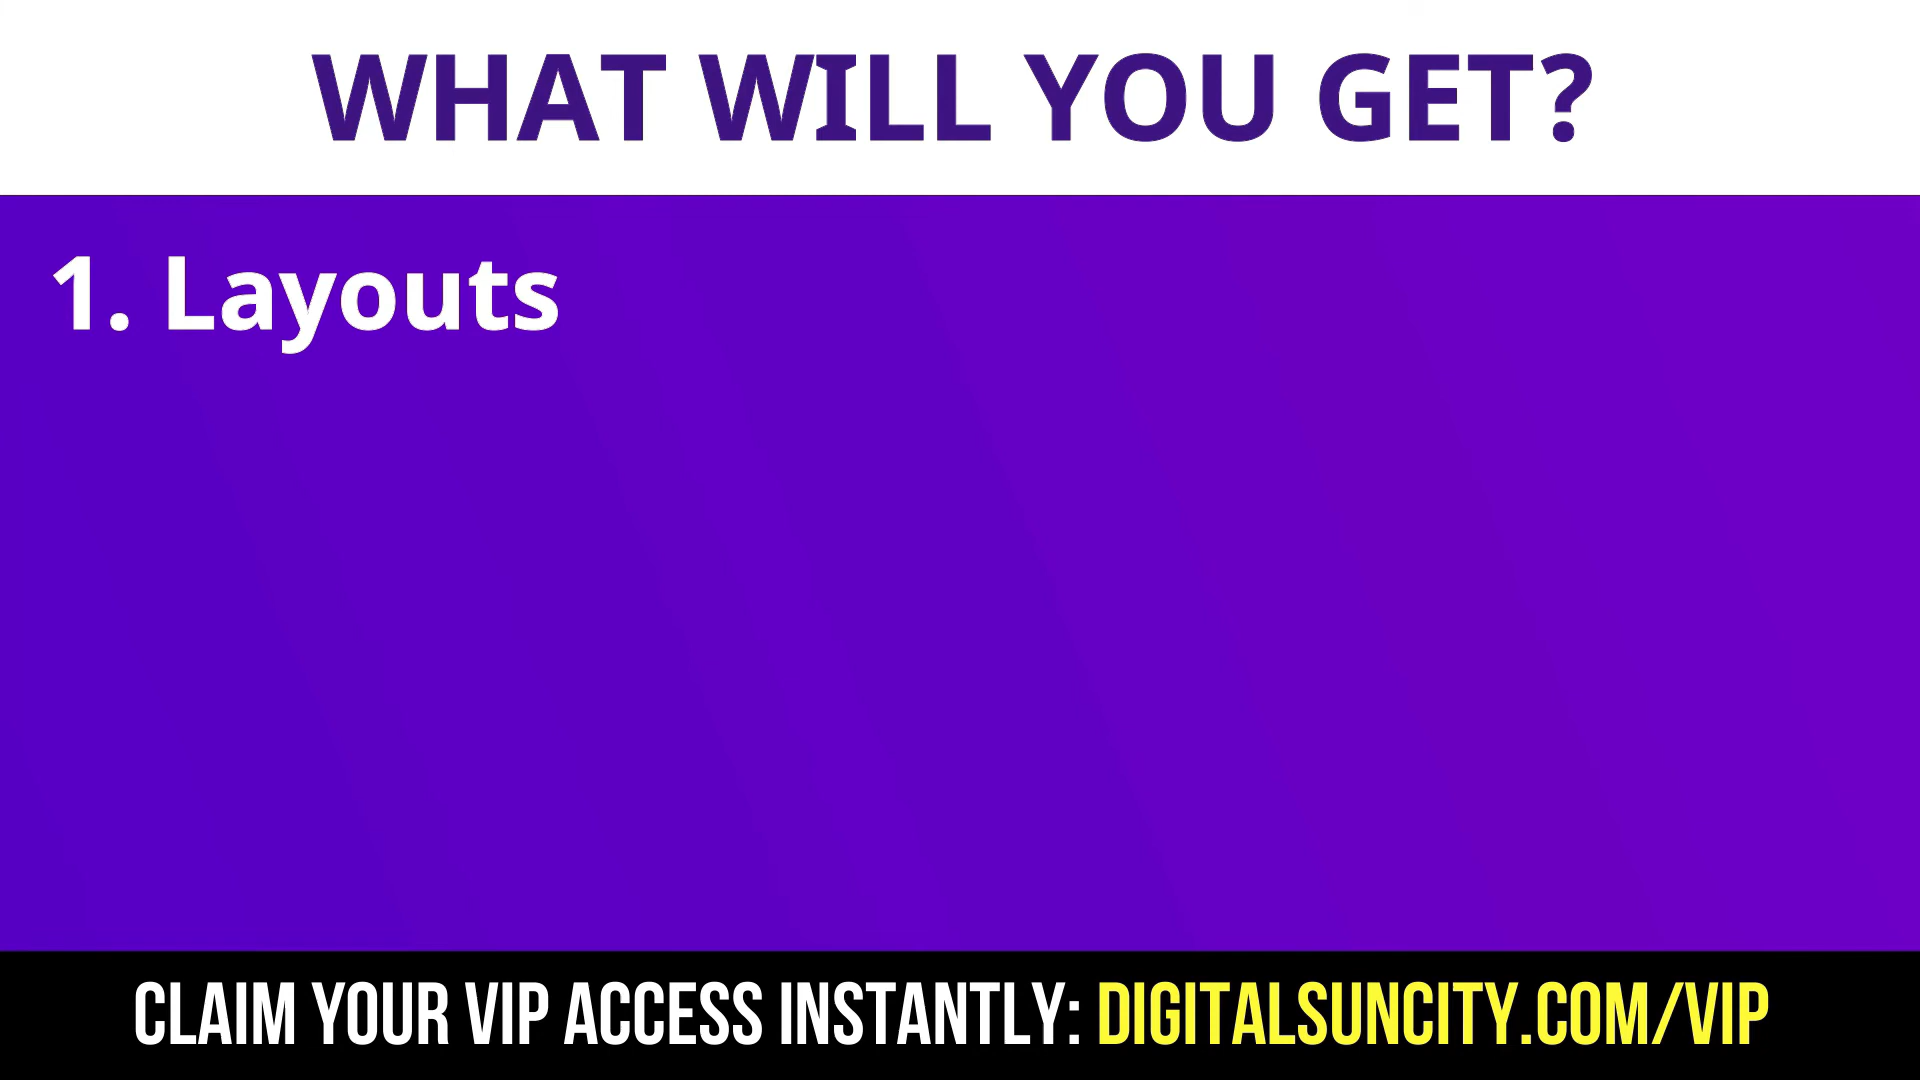 WHAT WILL YOU GET?
1. Layouts
CLAIM YOUR VIP ACCESS INSTANTLY: DIGITALSUNCITY.COM/VIP